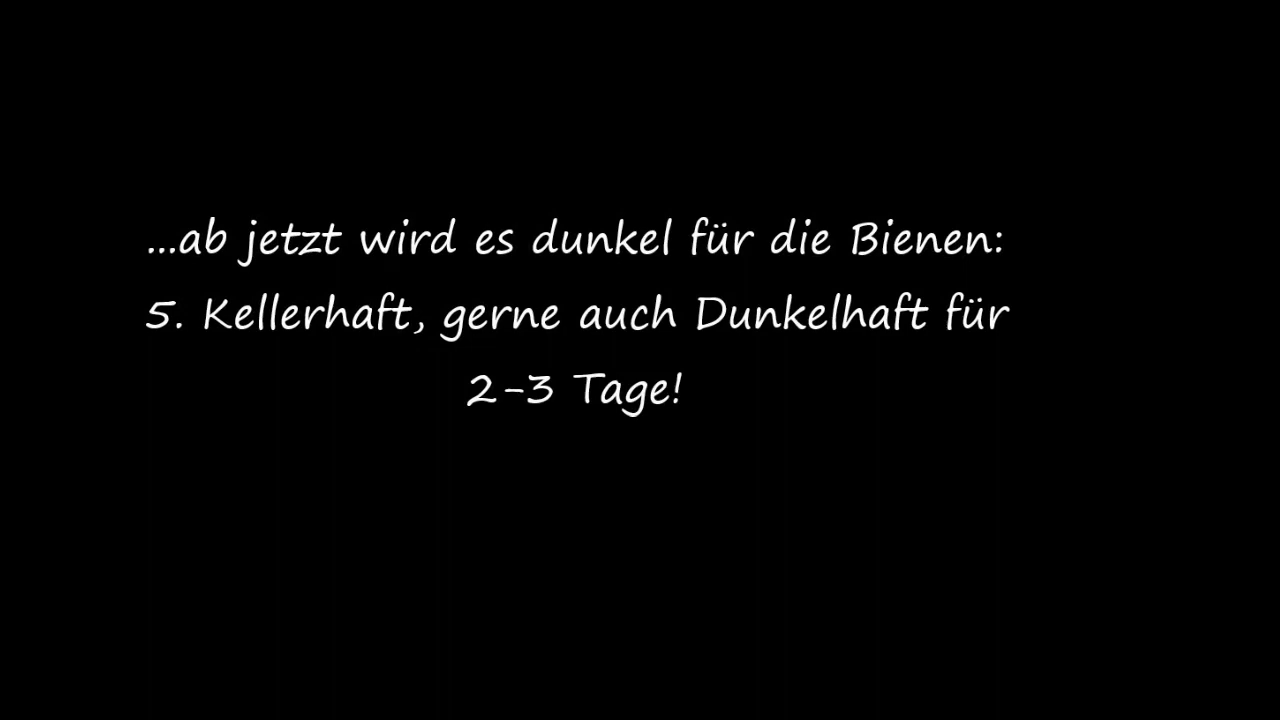 ...ab jetzt wird es dunkel für die Bienen:
5. Kellerhaft, gerne auch Dunkelhaft für
2-3 Tage!